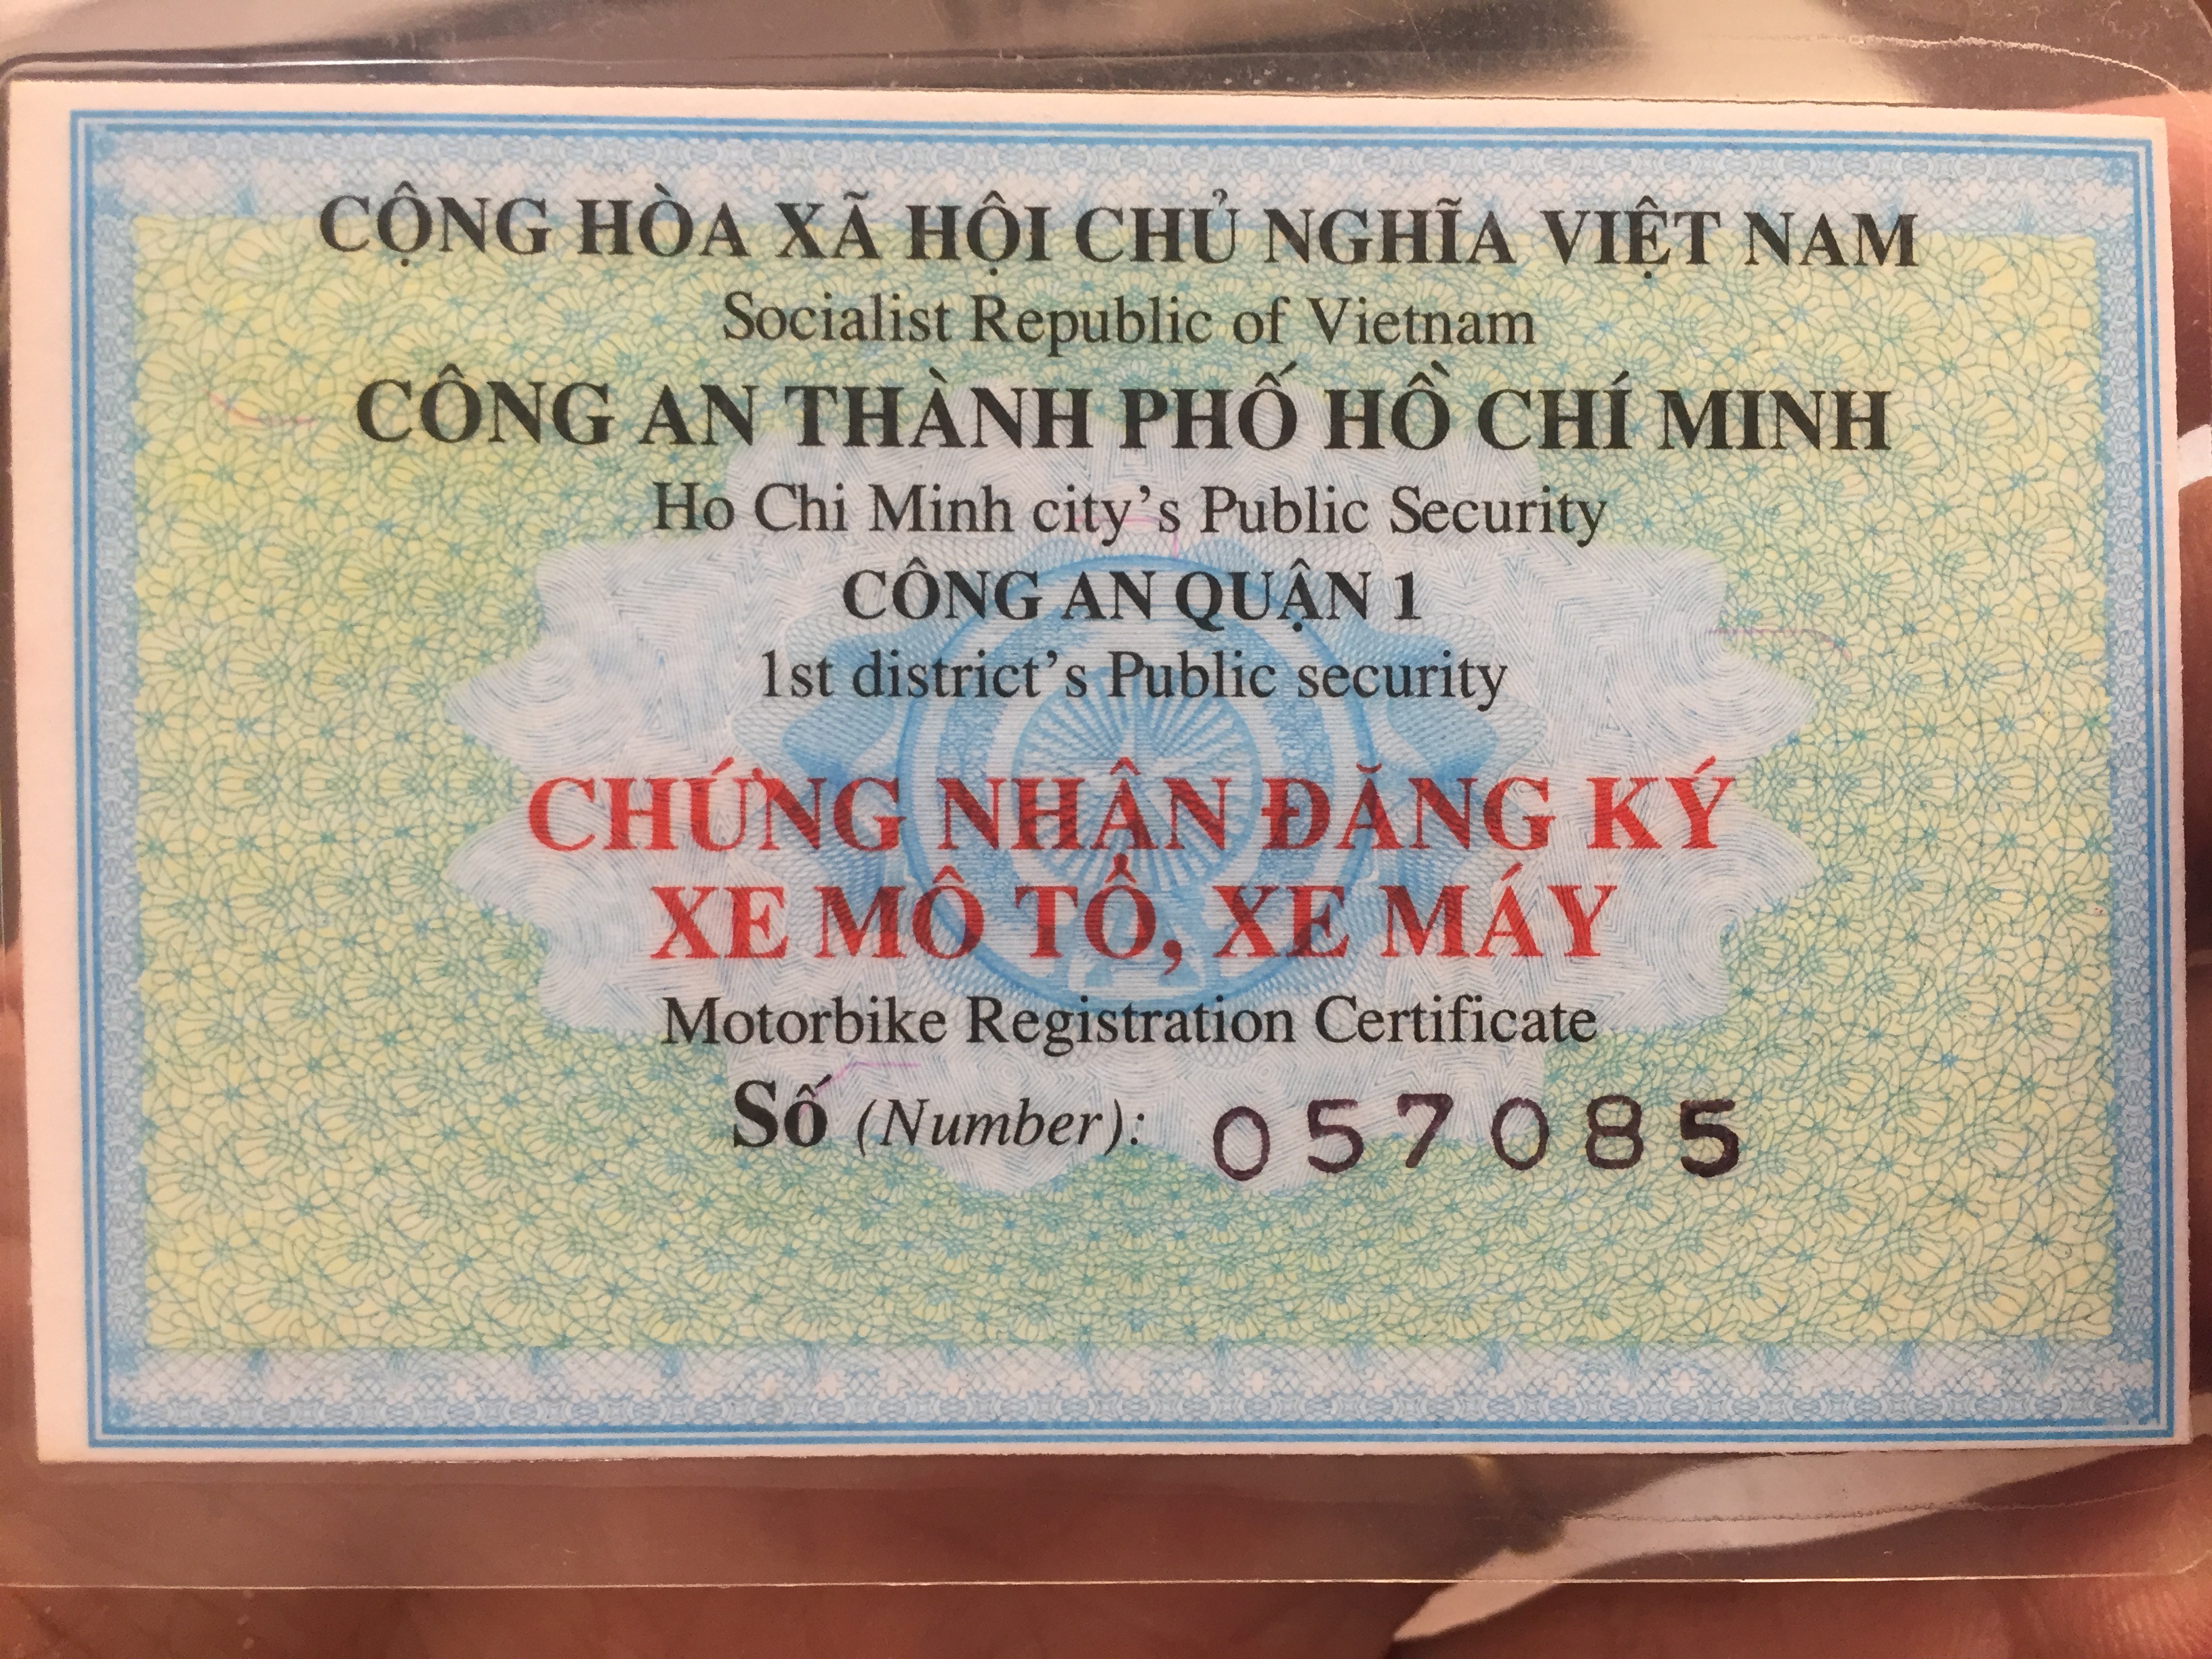 CỘNG HÒA XÃ HỘI CHỦ NGHĨA VIỆT NAM
Socialist Republic of Vietnam
CÔNG AN THÀNH PHỐ HỒ CHÍ MINH
Ho Chi Minh city’s Public Security
CÔNG AN QUẬN 1
1st district’s Public security
CHỨNG NHÂN ĐĂNG KÝ
XE MÔ TÔ, XE MÁY
Motorbike Registration Certificate
Số (Number): 057085